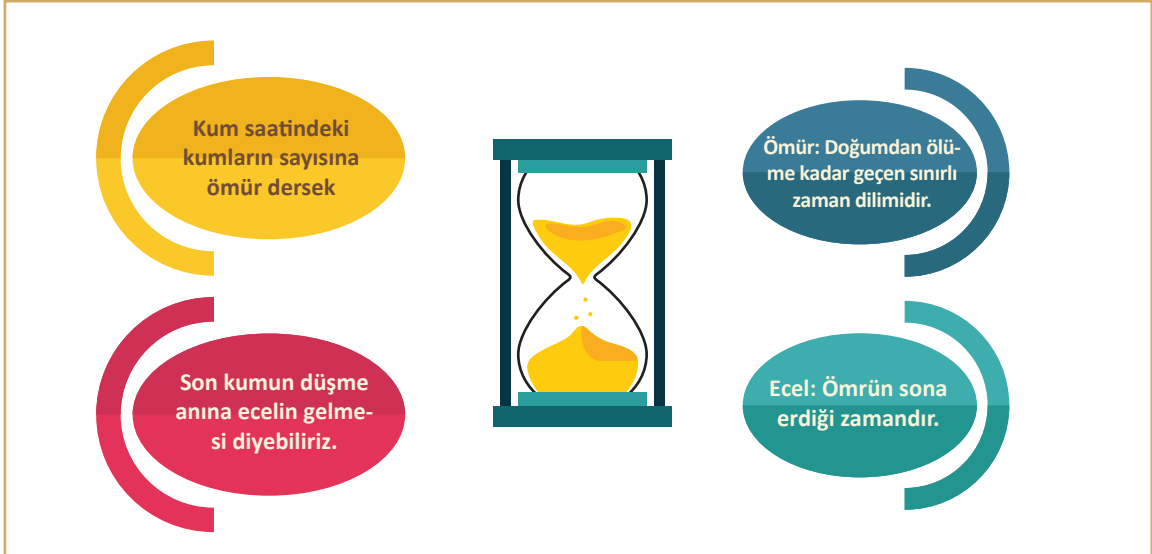 Kum saatindeki
kumların sayısına
ömür dersek
Son kumun düşme
anına ecelin gelme-
si diyebiliriz.
Ömür: Doğumdan ölü-
me kadar geçen sınırlı
zaman dilimidir.
Ecel: Ömrün sona
erdiği zamandır.